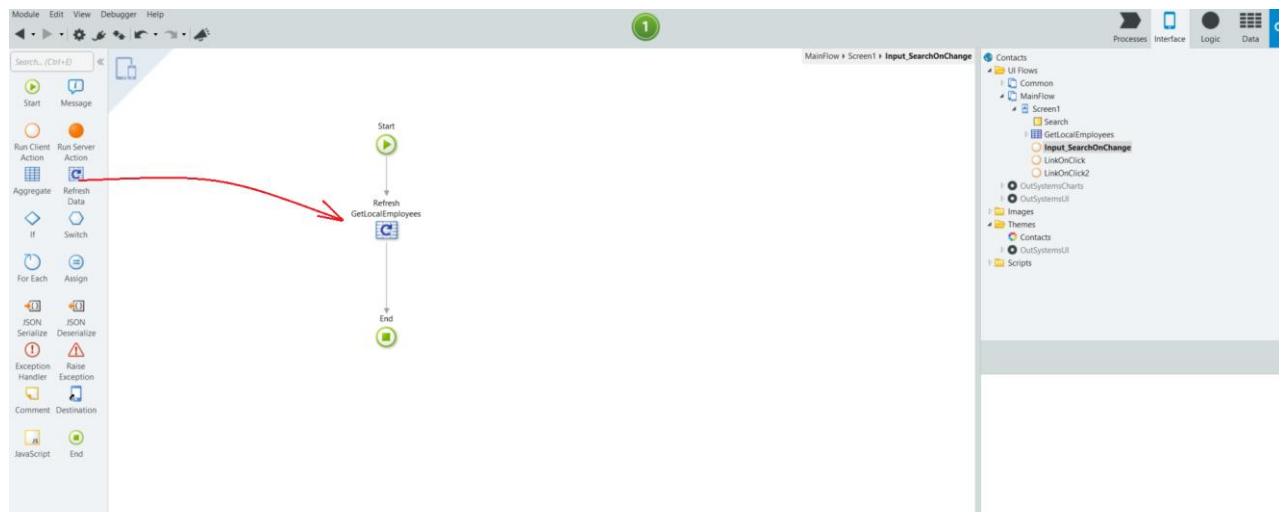 Module Edit View Debugger Help
1
Processes Interface Logic Data
Search... (Ctrl+E)
Start Message
Run Client Action Run Server Action
Aggregate Refresh Data
If Switch
For Each Assign
JSON Serialize JSON Deserialize
Exception Handler Raise Exception
Comment Destination
JavaScript End
MainFlow Screen1 Input_SearchOnChange
Start
Refresh
GetLocalEmployees
End
Contacts
UI Flows
Common
MainFlow
Screen1
Search
GetLocalEmployees
Input_SearchOnChange
LinkOnClick
LinkOnClick2
OutSystemsCharts
OutSystemsUI
Images
Themes
Contacts
OutSystemsUI
Scripts